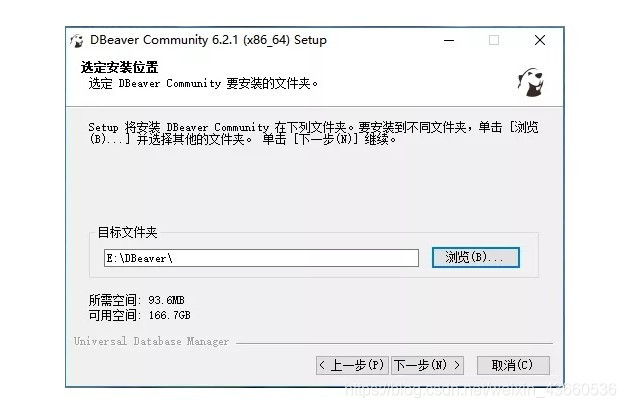 DBeaver Community 6.2.1 (x86_64) Setup
选定安装位置
选定 DBeaver Community 要安装的文件夹。
Setup 将安装 DBeaver Community 在下列文件夹。要安装到不同文件夹，单击 [浏览
(B)...] 并选择其他的文件夹。 单击 [下一步(N)] 继续。
目标文件夹
E:\DBeaver\
浏览(B)...
所需空间: 93.6MB
可用空间: 166.7GB
Universal Database Manager
< 上一步(P) 下一步(N) > 取消(C)
https://blog.csdn.net/weixin_43660536